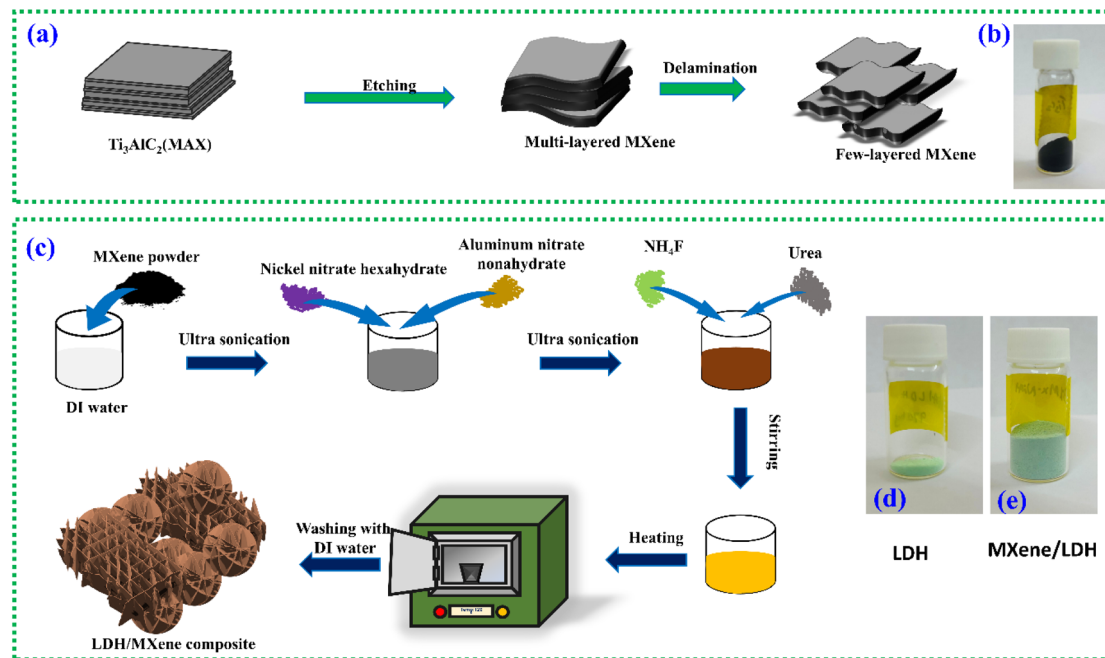 (a)
(b)
Etching
Delamination
Ti₃AlC₂(MAX)
Multi-layered MXene
Few-layered MXene
(c)
MXene powder
Nickel nitrate hexahydrate
Aluminum nitrate
nonahydrate
NH₄F
Urea
Ultra sonication
Ultra sonication
DI water
Stirring
Heating
Washing with
DI water
LDH/MXene composite
(d)
(e)
LDH
MXene/LDH